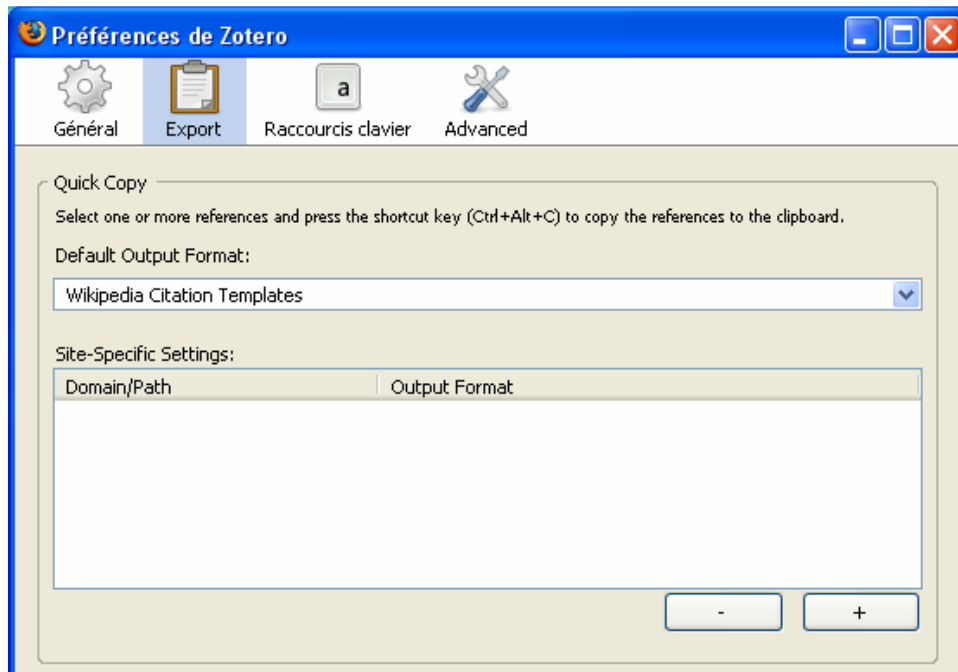 Préférences de Zotero
a
Général Export Raccourcis clavier Advanced
Quick Copy
Select one or more references and press the shortcut key (Ctrl+Alt+C) to copy the references to the clipboard.
Default Output Format:
Wikipedia Citation Templates
Site-Specific Settings:
Domain/Path Output Format
- +